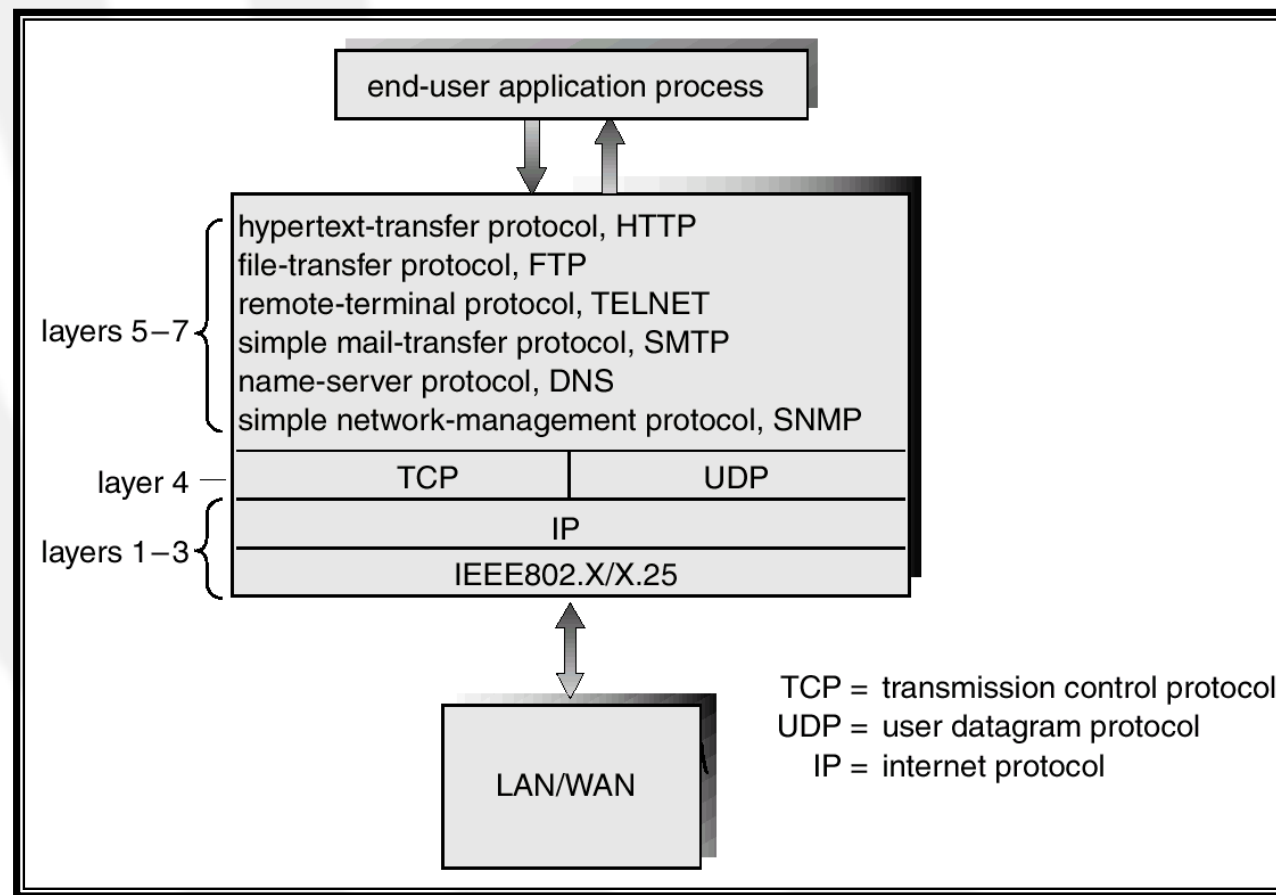 end-user application process
hypertext-transfer protocol, HTTP
file-transfer protocol, FTP
remote-terminal protocol, TELNET
layers 5–7
simple mail-transfer protocol, SMTP
name-server protocol, DNS
simple network-management protocol, SNMP
layer 4
TCP
UDP
IP
layers 1–3
IEEE802.X/X.25
LAN/WAN
TCP = transmission control protocol
UDP = user datagram protocol
IP = internet protocol